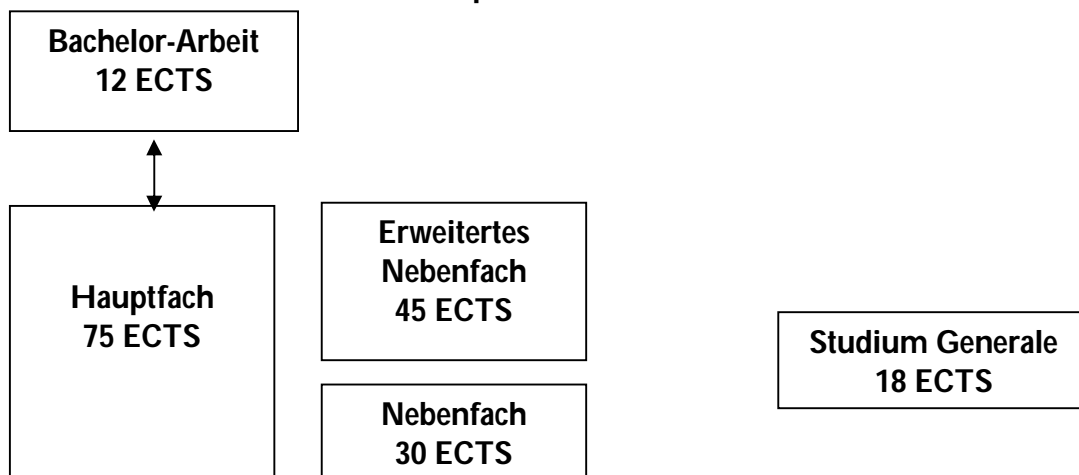 Bachelor-Arbeit
12 ECTS
Hauptfach
75 ECTS
Erweitertes
Nebenfach
45 ECTS
Nebenfach
30 ECTS
Studium Generale
18 ECTS